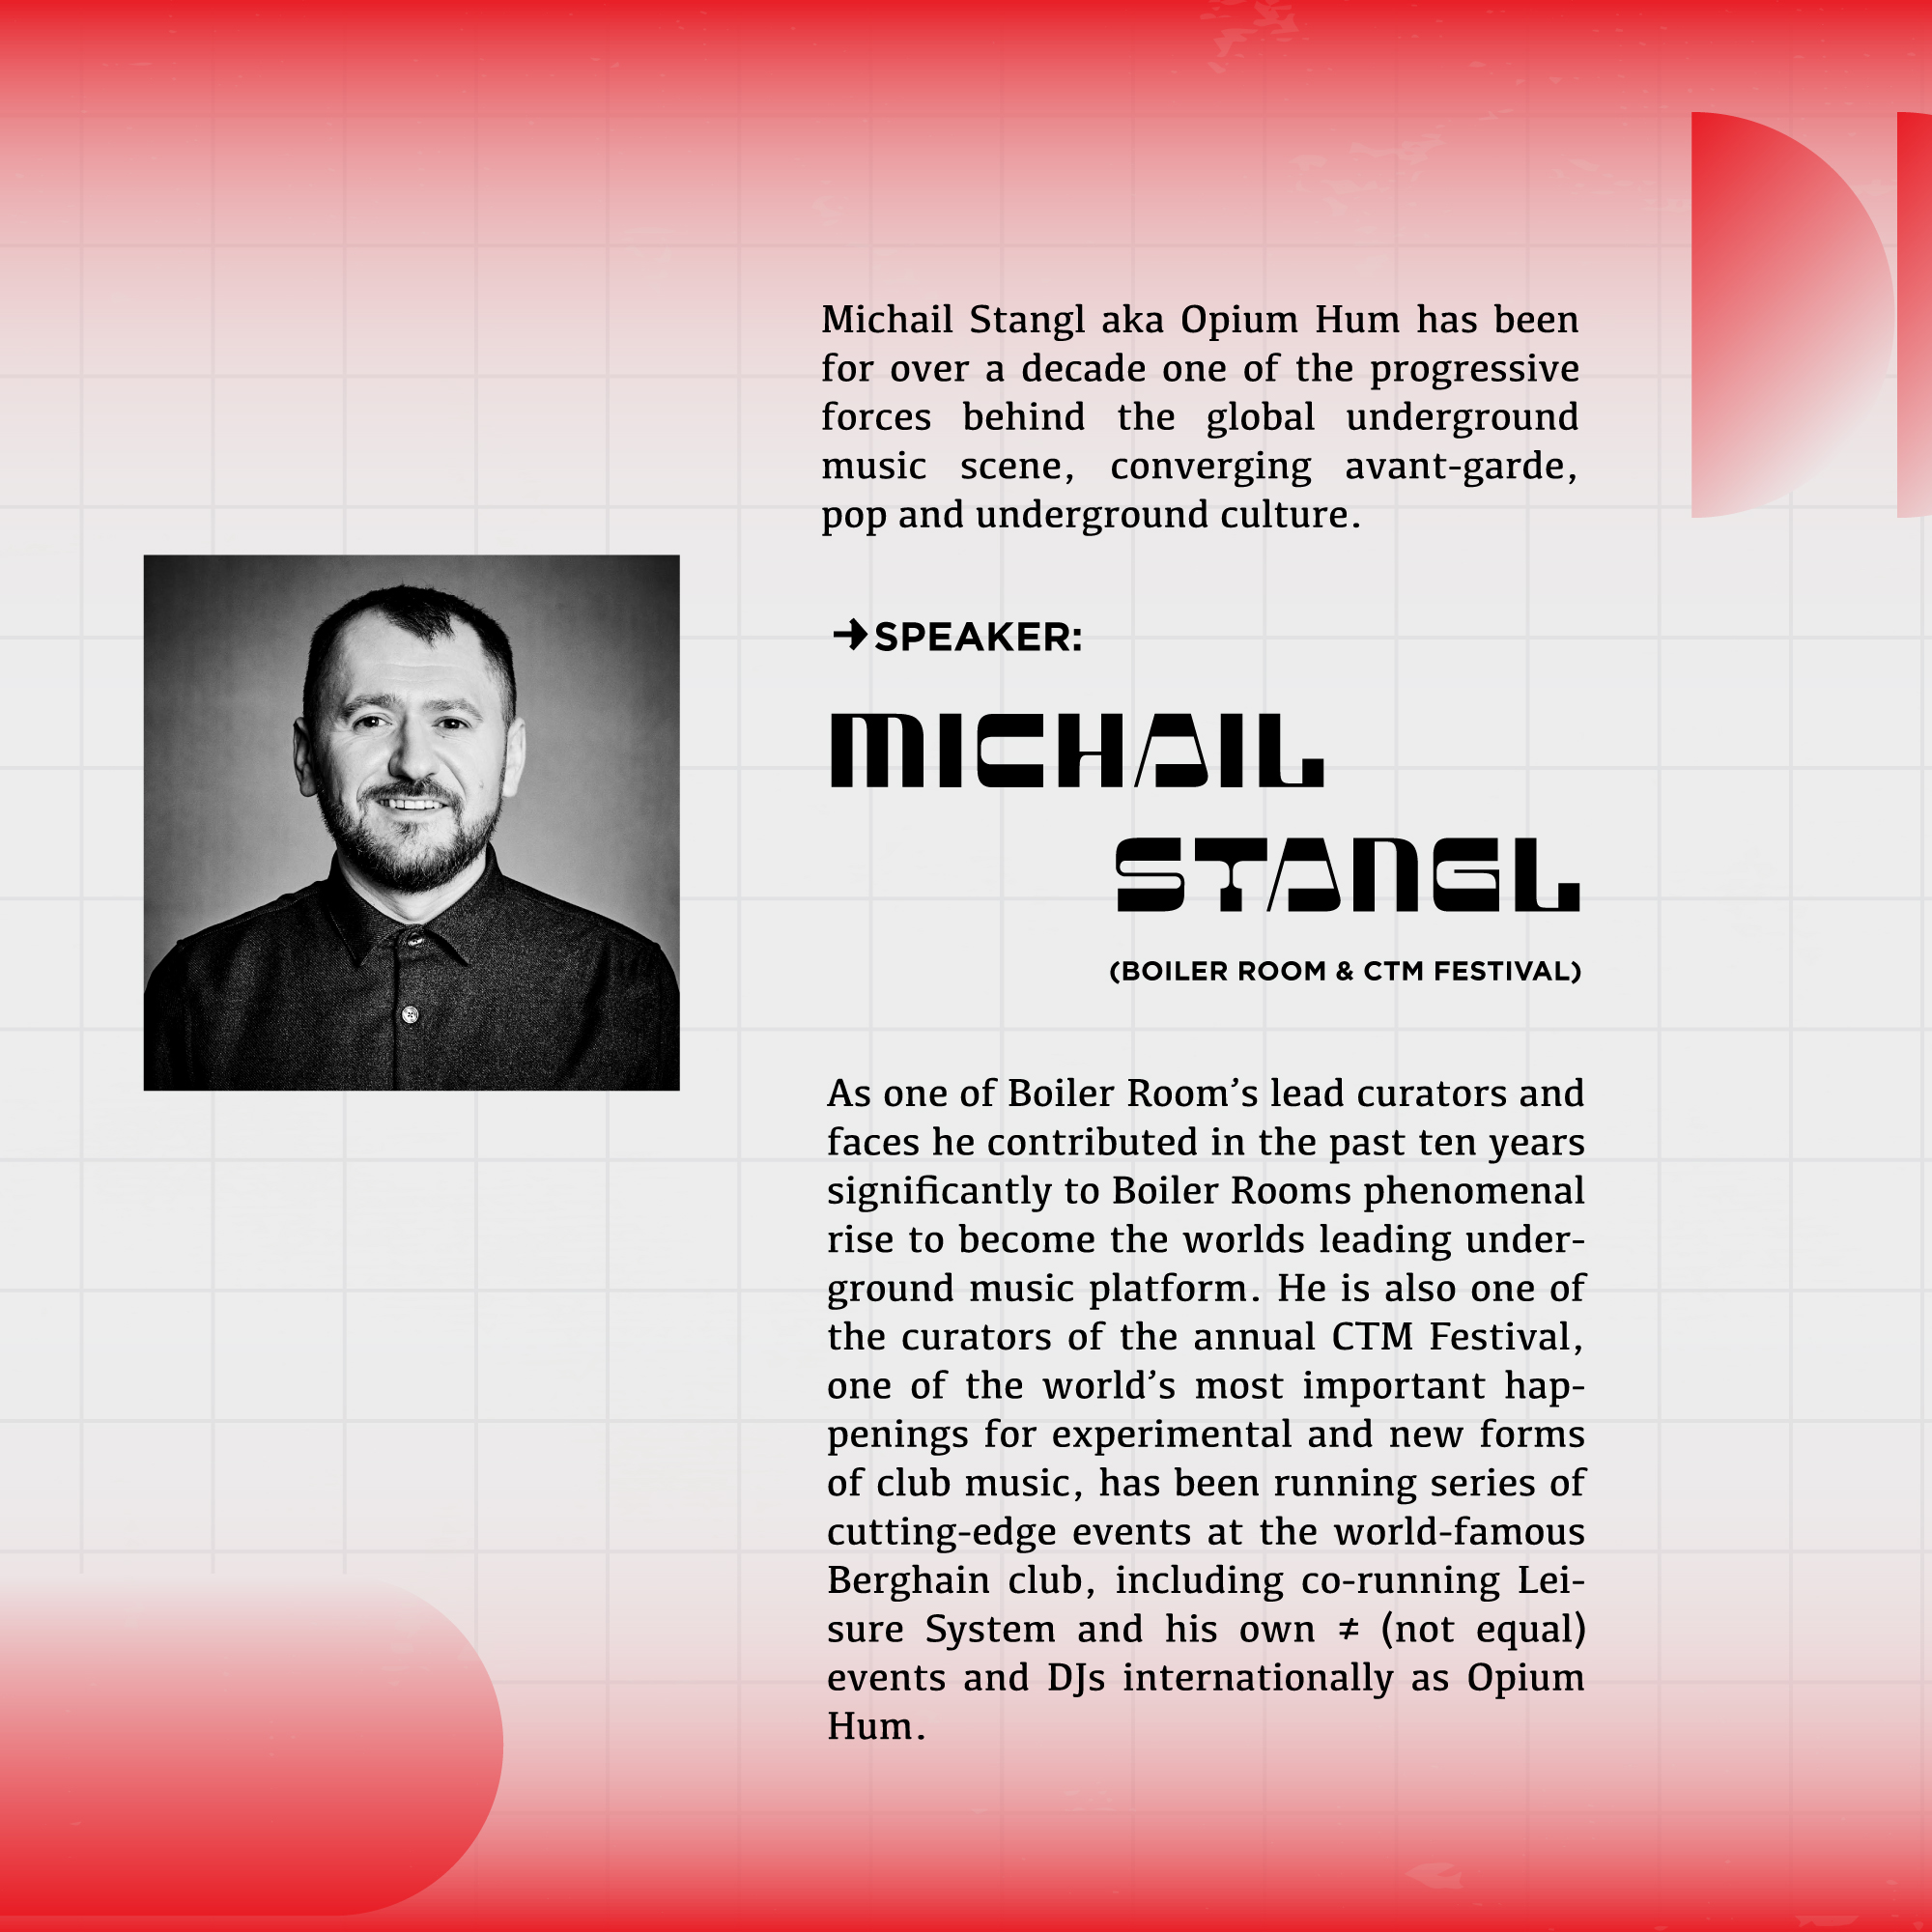 Michail Stangl aka Opium Hum has been
for over a decade one of the progressive
forces behind the global underground
music scene, converging avant-garde,
pop and underground culture.
➔SPEAKER:
MICHAIL
STANGL
(BOILER ROOM & CTM FESTIVAL)
As one of Boiler Room’s lead curators and
faces he contributed in the past ten years
significantly to Boiler Rooms phenomenal
rise to become the worlds leading under-
ground music platform. He is also one of
the curators of the annual CTM Festival,
one of the world’s most important hap-
penings for experimental and new forms
of club music, has been running series of
cutting-edge events at the world-famous
Berghain club, including co-running Lei-
sure System and his own ≠ (not equal)
events and DJs internationally as Opium
Hum.